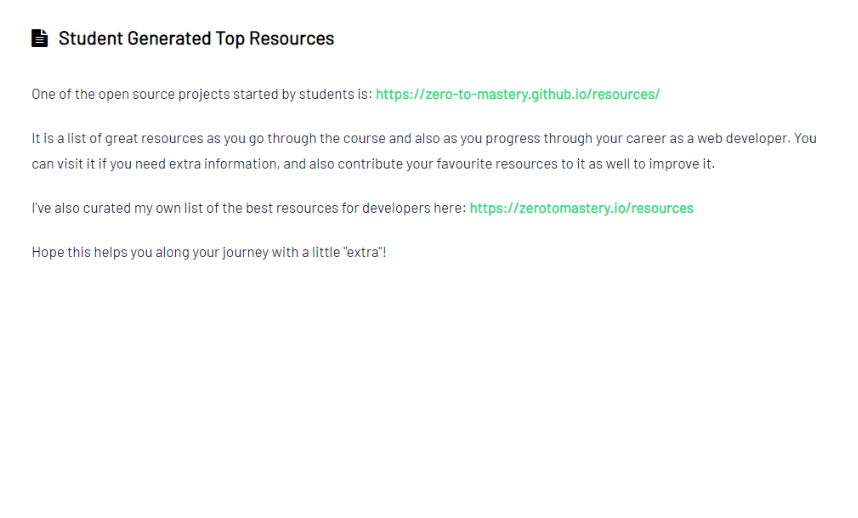 Student Generated Top Resources
One of the open source projects started by students is: https://zero-to-mastery.github.io/resources/
It is a list of great resources as you go through the course and also as you progress through your career as a web developer. You
can visit it if you need extra information, and also contribute your favourite resources to it as well to improve it.
I've also curated my own list of the best resources for developers here: https://zerotomastery.io/resources
Hope this helps you along your journey with a little "extra"!